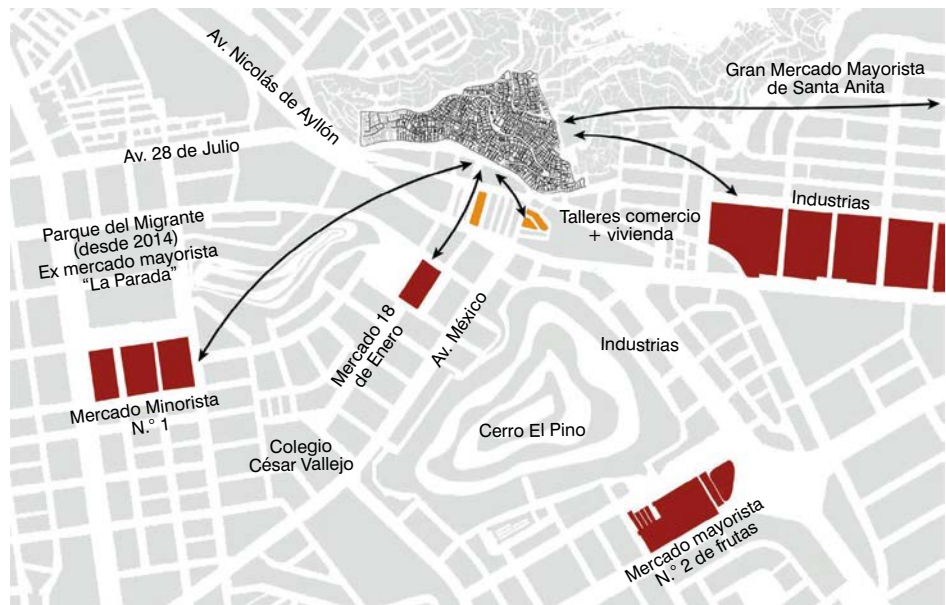 Av. Nicolás de Ayllón
Gran Mercado Mayorista
de Santa Anita
Av. 28 de Julio
Parque del Migrante
(desde 2014)
Ex mercado mayorista
“La Parada”
Talleres comercio
+ vivienda
Industrias
Mercado 18
de Enero
Av. México
Industrias
Mercado Minorista
N.° 1
Colegio
César Vallejo
Cerro El Pino
Mercado mayorista
N.° 2 de frutas